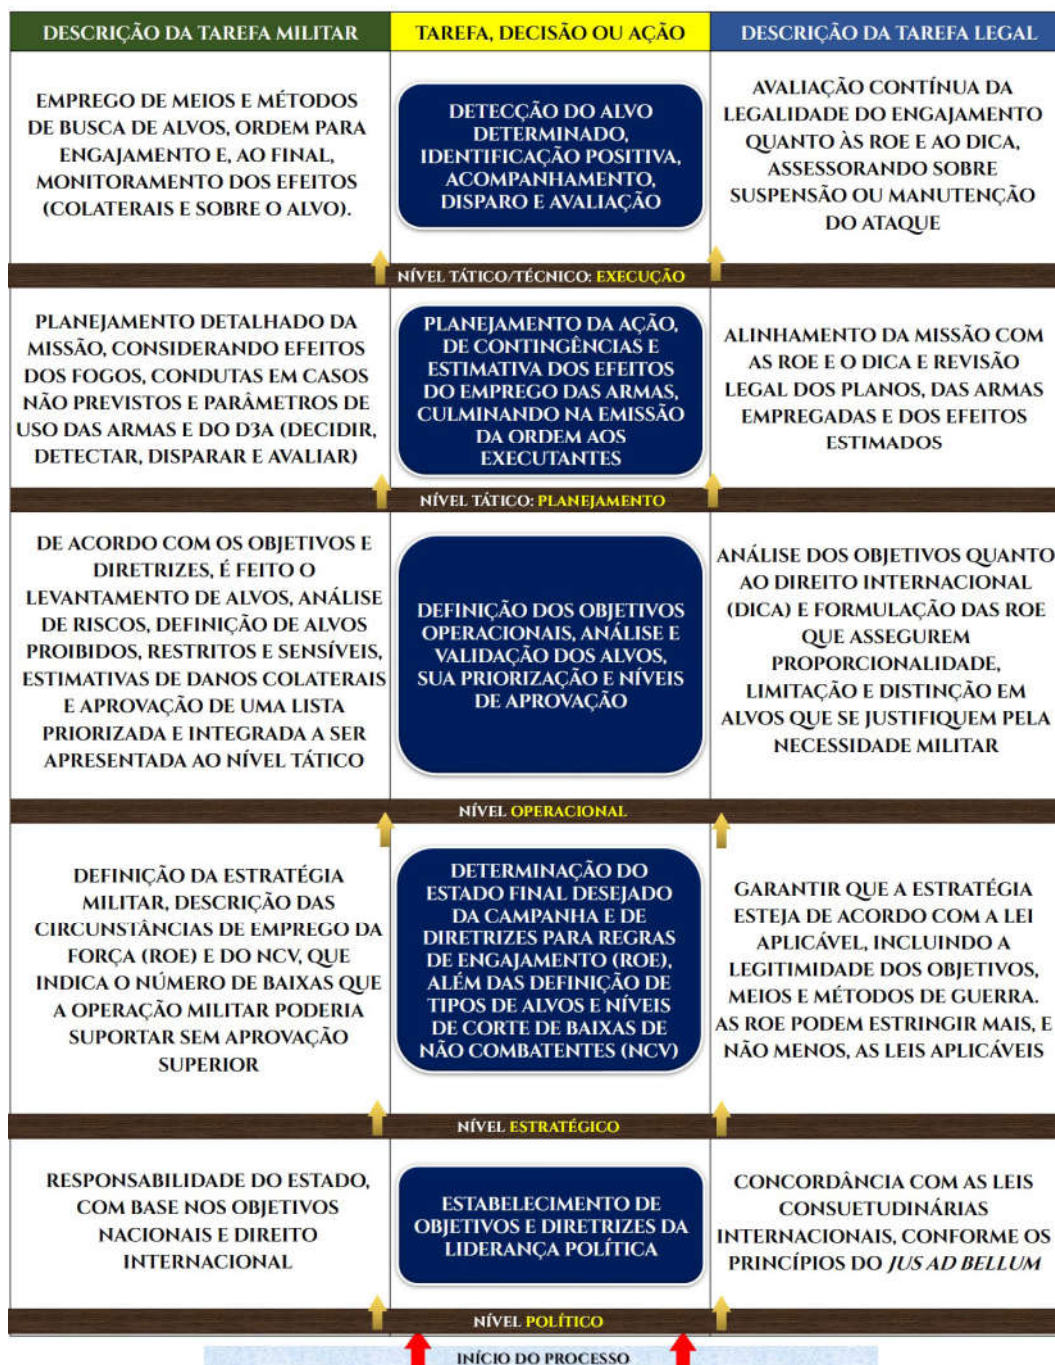 DESCRIÇÃO DA TAREFA MILITAR
TAREFA, DECISÃO OU AÇÃO
DESCRIÇÃO DA TAREFA LEGAL
EMPREGO DE MEIOS E MÉTODOS
DE BUSCA DE ALVOS, ORDEM PARA
ENGAJAMENTO E, AO FINAL,
MONITORAMENTO DOS EFEITOS
(COLATERAIS E SOBRE O ALVO).
DETECÇÃO DO ALVO
DETERMINADO,
IDENTIFICAÇÃO POSITIVA,
ACOMPANHAMENTO,
DISPARO E AVALIAÇÃO
AVALIAÇÃO CONTÍNUA DA
LEGALIDADE DO ENGAJAMENTO
QUANTO ÀS ROE E AO DICA,
ASSESSORANDO SOBRE
SUSPENSÃO OU MANUTENÇÃO
DO ATAQUE
NÍVEL TÁTICO/TÉCNICO: EXECUÇÃO
PLANEJAMENTO DETALHADO DA
MISSÃO, CONSIDERANDO EFEITOS
DOS FOGOS, CONDUTAS EM CASOS
NÃO PREVISTOS E PARÂMETROS DE
USO DAS ARMAS E DO D3A (DECIDIR,
DETECTAR, DISPARAR E AVALIAR)
PLANEJAMENTO DA AÇÃO,
DE CONTINGÊNCIAS E
ESTIMATIVA DOS EFEITOS
DO EMPREGO DAS ARMAS,
CULMINANDO NA EMISSÃO
DA ORDEM AOS
EXECUTANTES
ALINHAMENTO DA MISSÃO COM
AS ROE E O DICA E REVISÃO
LEGAL DOS PLANOS, DAS ARMAS
EMPREGADAS E DOS EFEITOS
ESTIMADOS
NÍVEL TÁTICO: PLANEJAMENTO
DE ACORDO COM OS OBJETIVOS E
DIRETRIZES, É FEITO O
LEVANTAMENTO DE ALVOS, ANÁLISE
DE RISCOS, DEFINIÇÃO DE ALVOS
PROIBIDOS, RESTRITOS E SENSÍVEIS,
ESTIMATIVAS DE DANOS COLATERAIS
E APROVAÇÃO DE UMA LISTA
PRIORIZADA E INTEGRADA A SER
APRESENTADA AO NÍVEL TÁTICO
DEFINIÇÃO DOS OBJETIVOS
OPERACIONAIS, ANÁLISE E
VALIDAÇÃO DOS ALVOS,
SUA PRIORIZAÇÃO E NÍVEIS
DE APROVAÇÃO
ANÁLISE DOS OBJETIVOS QUANTO
AO DIREITO INTERNACIONAL
(DICA) E FORMULAÇÃO DAS ROE
QUE ASSEGUREM
PROPORCIONALIDADE,
LIMITAÇÃO E DISTINÇÃO EM
ALVOS QUE SE JUSTIFIQUEM PELA
NECESSIDADE MILITAR
NÍVEL OPERACIONAL
DEFINIÇÃO DA ESTRATÉGIA
MILITAR, DESCRIÇÃO DAS
CIRCUNSTÂNCIAS DE EMPREGO DA
FORÇA (ROE) E DO NCV, QUE
INDICA O NÚMERO DE BAIXAS QUE
A OPERAÇÃO MILITAR PODERIA
SUPORTAR SEM APROVAÇÃO
SUPERIOR
DETERMINAÇÃO DO
ESTADO FINAL DESEJADO
DA CAMPANHA E DE
DIRETRIZES PARA REGRAS
DE ENGAJAMENTO (ROE),
ALÉM DAS DEFINIÇÃO DE
TIPOS DE ALVOS E NÍVEIS
DE CORTE DE BAIXAS DE
NÃO COMBATENTES (NCV)
GARANTIR QUE A ESTRATÉGIA
ESTEJA DE ACORDO COM A LEI
APLICÁVEL, INCLUINDO A
LEGITIMIDADE DOS OBJETIVOS,
MEIOS E MÉTODOS DE GUERRA.
AS ROE PODEM ESTRINGIR MAIS, E
NÃO MENOS, AS LEIS APLICÁVEIS
NÍVEL ESTRATÉGICO
RESPONSABILIDADE DO ESTADO,
COM BASE NOS OBJETIVOS
NACIONAIS E DIREITO
INTERNACIONAL
ESTABELECIMENTO DE
OBJETIVOS E DIRETRIZES DA
LIDERANÇA POLÍTICA
CONCORDÂNCIA COM AS LEIS
CONSUETUDINÁRIAS
INTERNACIONAIS, CONFORME OS
PRINCÍPIOS DO JUS AD BELLUM
NÍVEL POLÍTICO
INÍCIO DO PROCESSO